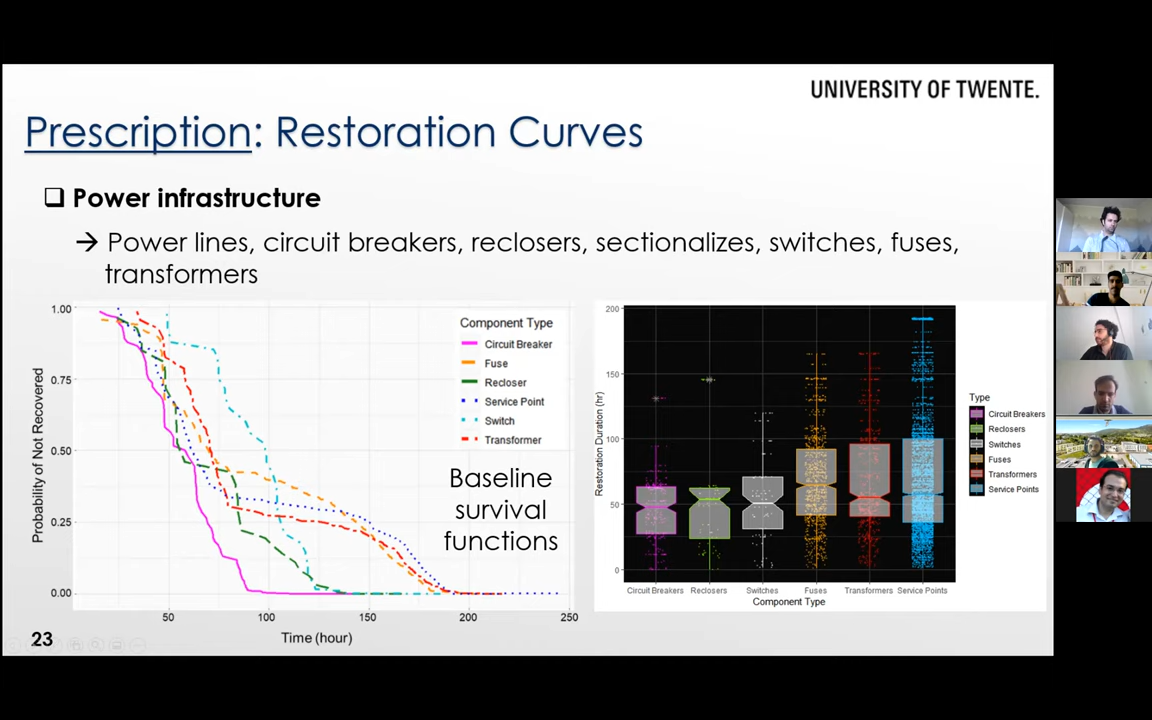 UNIVERSITY OF TWENTE.
Prescription: Restoration Curves
Power infrastructure
→ Power lines, circuit breakers, reclosers, sectionalizes, switches, fuses,
transformers
Probability of Not Recovered
1.00
0.75
0.50
0.25
0.00
50
100
150
200
250
Time (hour)
Component Type
Circuit Breaker
Fuse
Recloser
Service Point
Switch
Transformer
Baseline
survival
functions
Restoration Duration (hr)
200
150
100
50
0
Circuit Breakers
Reclosers
Switches
Fuses
Transformers
Service Points
Component Type
Type
Circuit Breakers
Reclosers
Switches
Fuses
Transformers
Service Points
23